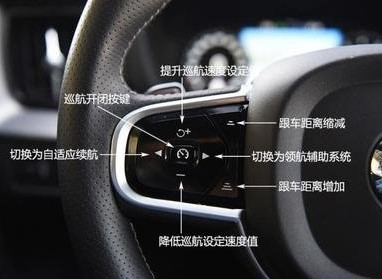 提升巡航速度设定值
巡航开闭按键
跟车距离缩减
切换为自适应续航
切换为领航辅助系统
跟车距离增加
降低巡航设定速度值